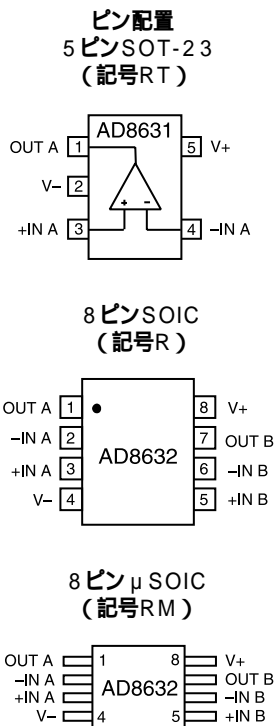 ピン配置
5ピンSOT-23
(記号RT)
AD8631
OUT A 1
5 V+
V– 2
+IN A 3
+ -
4 –IN A
8ピンSOIC
(記号R)
OUT A 1
8 V+
–IN A 2
7 OUT B
+IN A 3
AD8632
6 –IN B
V– 4
5 +IN B
8ピンμSOIC
(記号RM)
OUT A 1
8 V+
–IN A
OUT B
+IN A
AD8632
–IN B
V– 4
5 +IN B